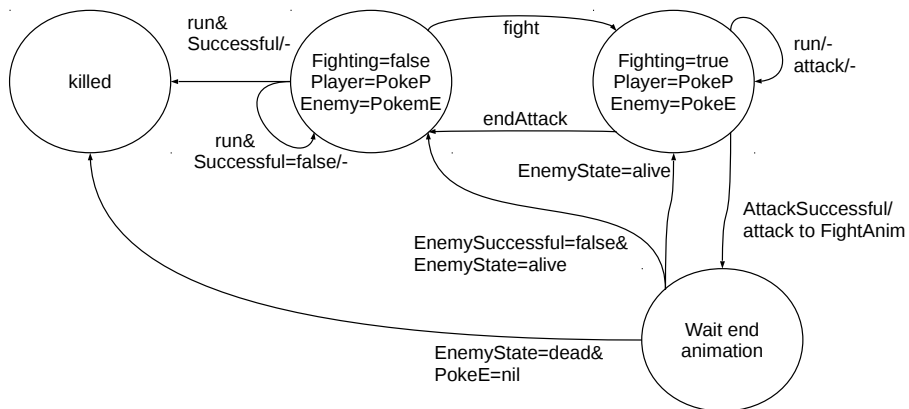 run&
Successful/-
killed
Fighting=false
Player=PokeP
Enemy=PokemE
fight
Fighting=true
Player=PokeP
Enemy=PokeE
run/-
attack/-
endAttack
run&
Successful=false/-
EnemyState=alive
AttackSuccessful/
attack to FightAnim
EnemySuccessful=false&
EnemyState=alive
Wait end
animation
EnemyState=dead&
PokeE=nil